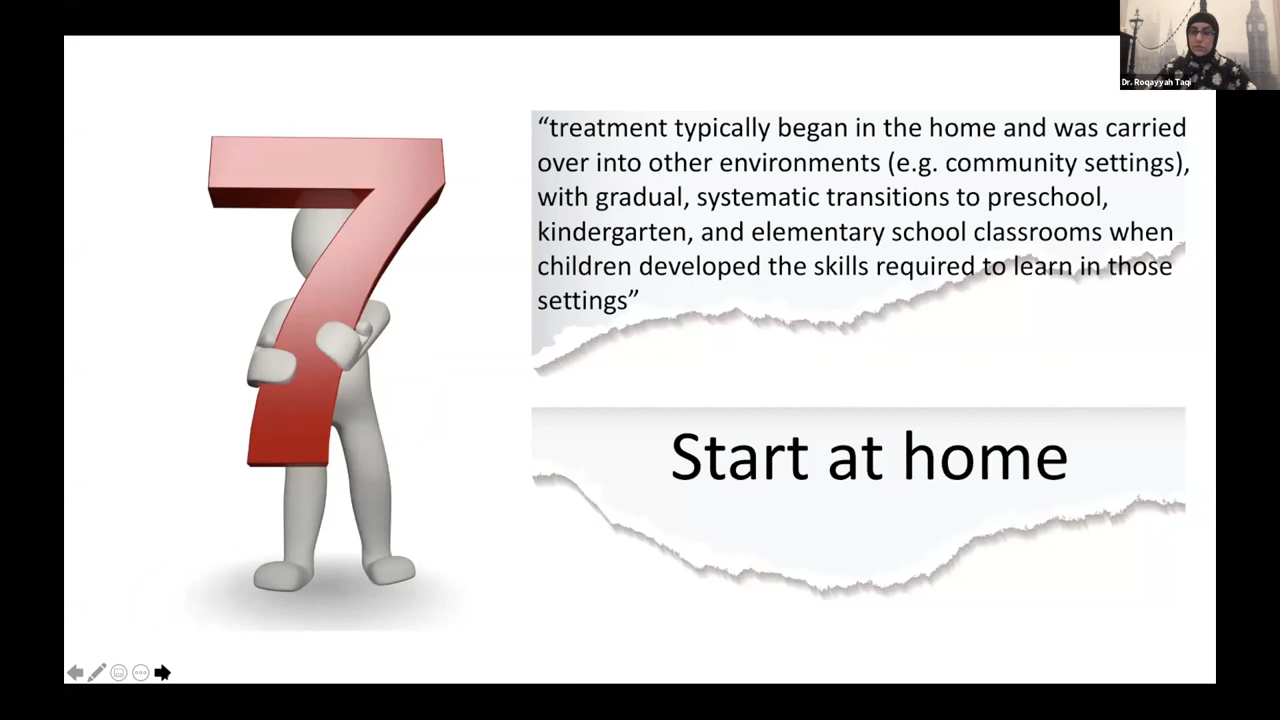 Dr. Roqayyah Taqi
“treatment typically began in the home and was carried
over into other environments (e.g. community settings),
with gradual, systematic transitions to preschool,
kindergarten, and elementary school classrooms when
children developed the skills required to learn in those
settings”
7
Start at home